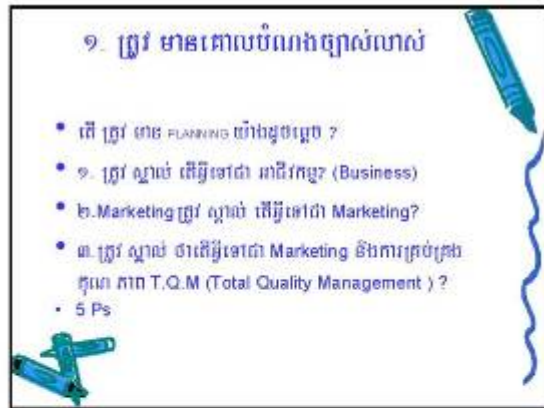 ១. ត្រូវ មានគោលបំណងច្បាស់លាស់
• តើ ត្រូវ មាន PLANNING យ៉ាងដូចម្ដេច ?
• ១. ត្រូវ ស្គាល់ តើអ្វីទៅជា អាជីវកម្ម? (Business)
• ២.Marketing ត្រូវ ស្គាល់ តើអ្វីទៅជា Marketing?
• ៣. ត្រូវ ស្គាល់ ថាតើអ្វីទៅជា Marketing និងការគ្រប់គ្រង
គុណ ភាព T.Q.M (Total Quality Management ) ?
• 5 Ps